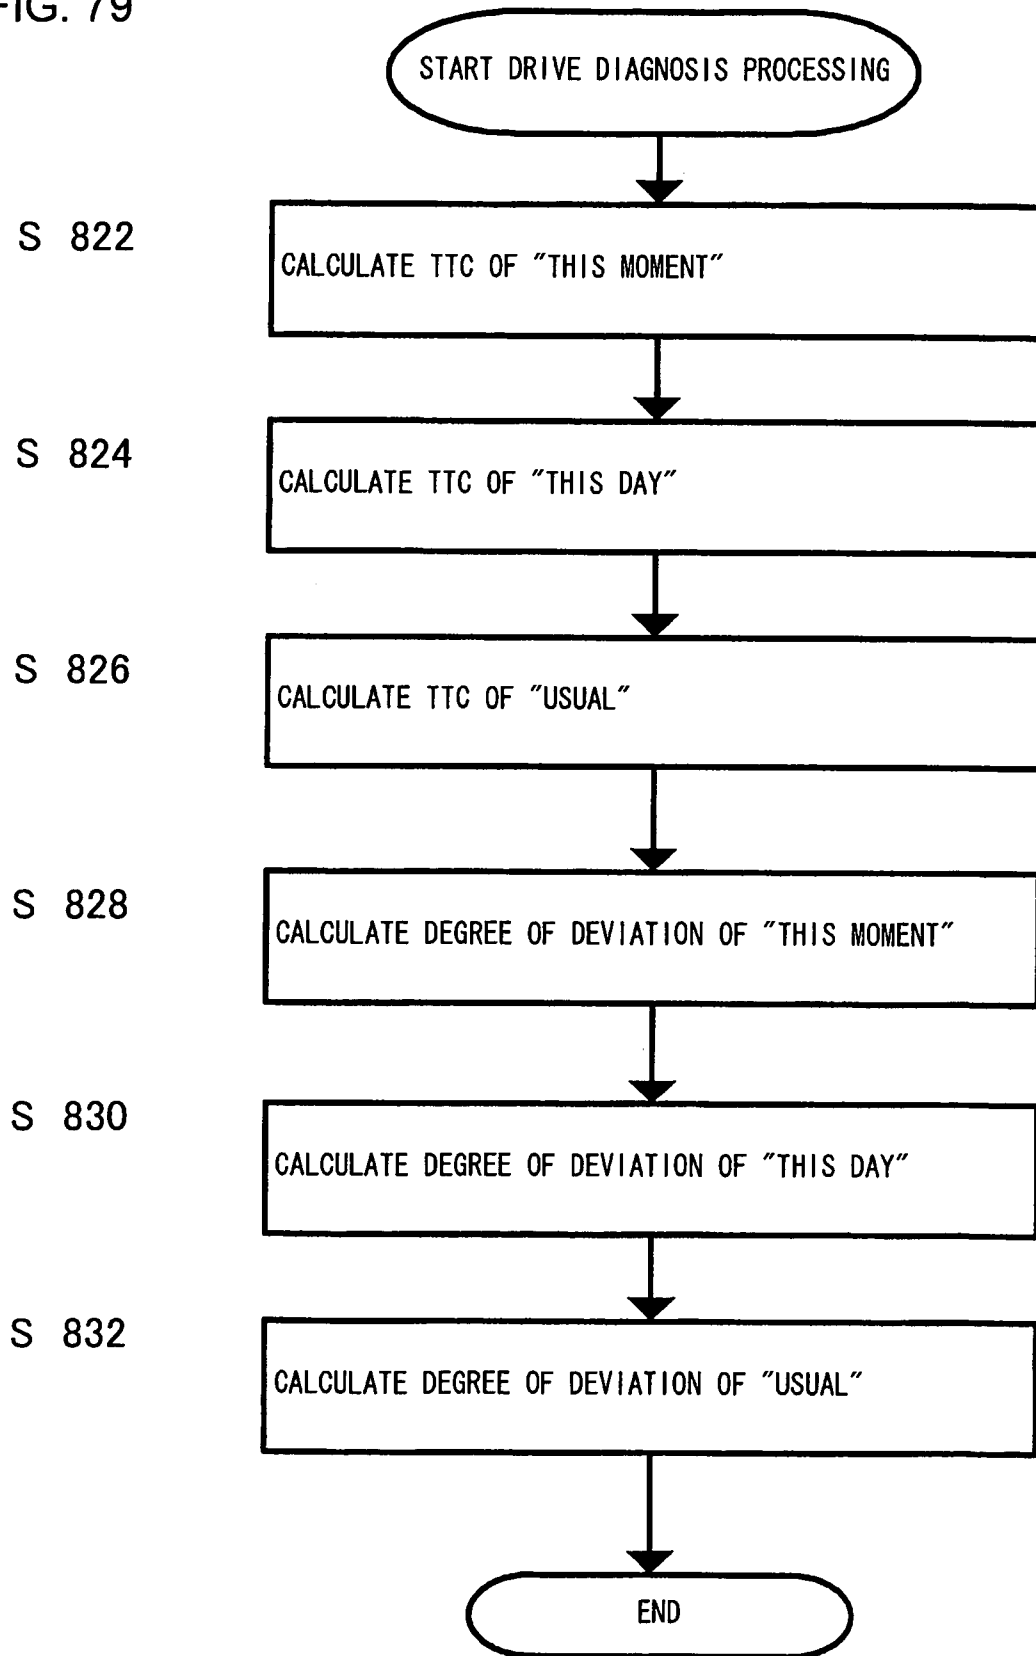 FIG. 79
START DRIVE DIAGNOSIS PROCESSING
S 822
CALCULATE TTC OF "THIS MOMENT"
S 824
CALCULATE TTC OF "THIS DAY"
S 826
CALCULATE TTC OF "USUAL"
S 828
CALCULATE DEGREE OF DEVIATION OF "THIS MOMENT"
S 830
CALCULATE DEGREE OF DEVIATION OF "THIS DAY"
S 832
CALCULATE DEGREE OF DEVIATION OF "USUAL"
END